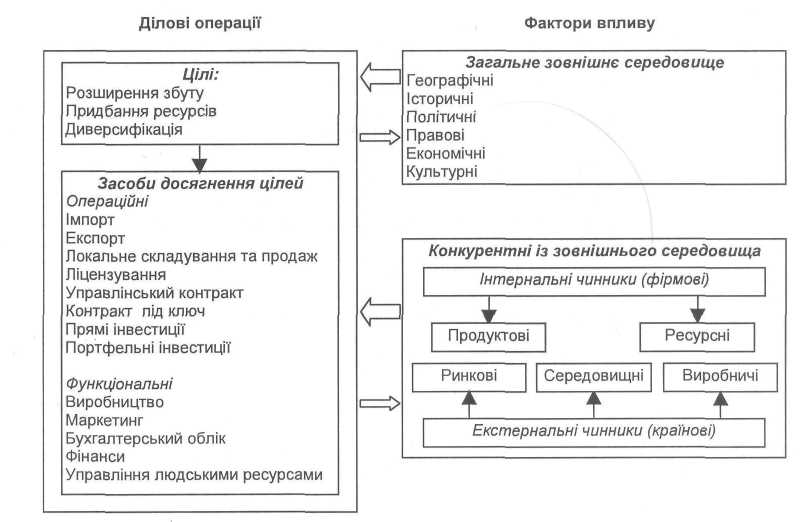 Ділові операції
Цілі:
Розширення збуту
Придбання ресурсів
Диверсифікація
Засоби досягнення цілей
Операційні
Імпорт
Експорт
Локальне складування та продаж
Ліцензування
Управлінський контракт
Контракт під ключ
Прямі інвестиції
Портфельні інвестиції
Функціональні
Виробництво
Маркетинг
Бухгалтерський облік
Фінанси
Управління людськими ресурсами
Фактори впливу
Загальне зовнішнє середовище
Географічні
Історичні
Політичні
Правові
Економічні
Культурні
Конкурентні із зовнішнього середовища
Інтернальні чинники (фірмові)
Продуктові
Ресурсні
Ринкові
Середовищні
Виробничі
Екстернальні чинники (країнові)